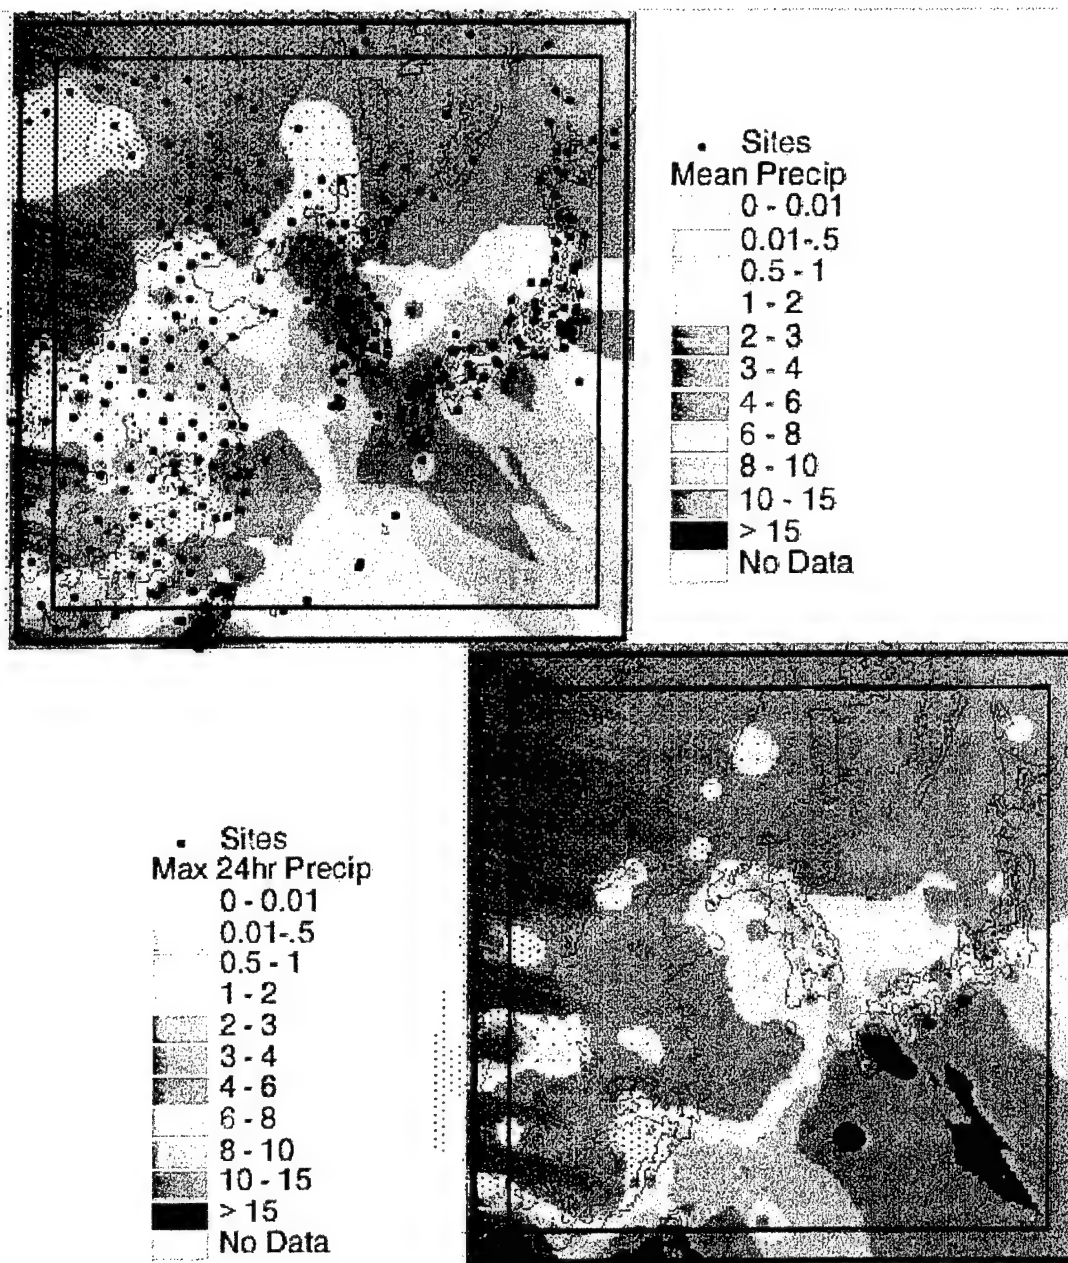 Sites
Mean Precip
0 - 0.01
0.01-.5
0.5 - 1
1 - 2
2 - 3
3 - 4
4 - 6
6 - 8
8 - 10
10 - 15
> 15
No Data
Sites
Max 24hr Precip
0 - 0.01
0.01-.5
0.5 - 1
1 - 2
2 - 3
3 - 4
4 - 6
6 - 8
8 - 10
10 - 15
> 15
No Data